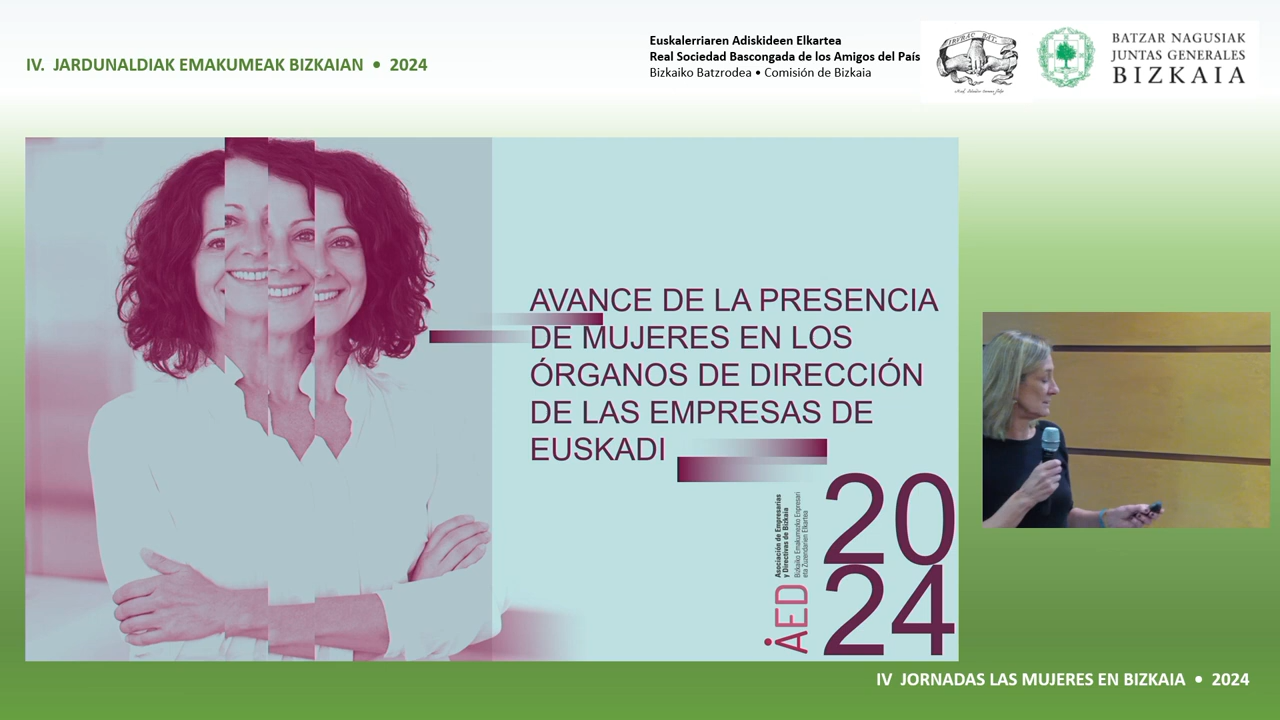 IV. JARDUNALDIAK EMAKUMEAK BIZKAIAN • 2024
Euskalerriaren Adiskideen Elkartea
Real Sociedad Bascongada de los Amigos del País
Bizkaiko Batzrodea • Comisión de Bizkaia
BATZAR NAGUSIAK
JUNTAS GENERALES
BIZKAIA
AVANCE DE LA PRESENCIA
DE MUJERES EN LOS
ÓRGANOS DE DIRECCIÓN
DE LAS EMPRESAS DE
EUSKADI
20
24
AED
Asociación de Empresarias
y Directivas de Bizkaia
Bizkaiko Emakumezko Enpresari
eta Zuzendarien Elkartea
IV JORNADAS LAS MUJERES EN BIZKAIA • 2024